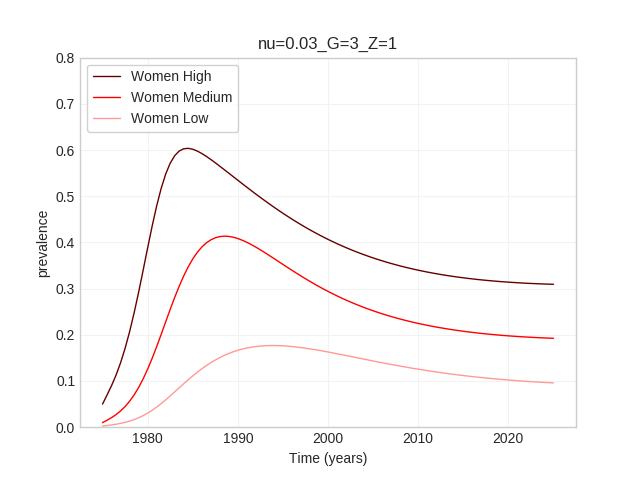 nu=0.03_G=3_Z=1
Women High
Women Medium
Women Low
0.8
0.7
0.6
0.5
0.4
0.3
0.2
0.1
0.0
prevalence
1980 1990 2000 2010 2020
Time (years)